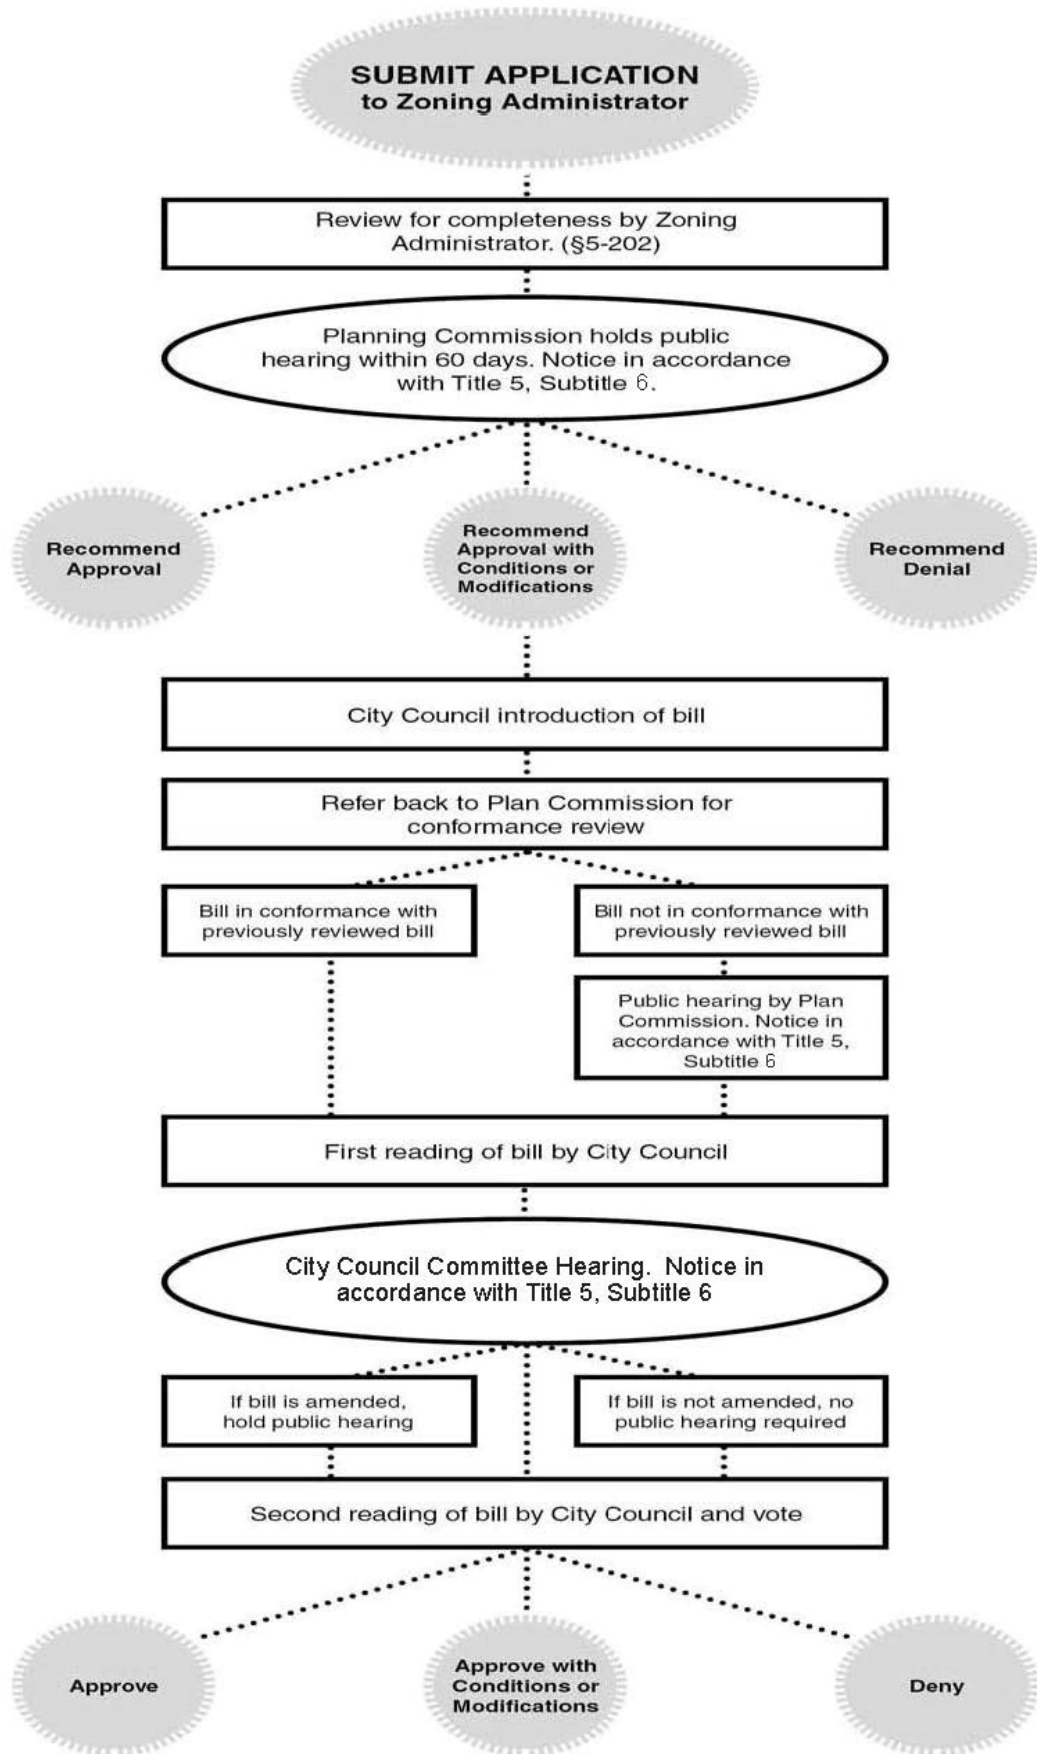 SUBMIT APPLICATION
to Zoning Administrator
Review for completeness by Zoning
Administrator. (§5-202)
Planning Commission holds public
hearing within 60 days. Notice in accordance
with Title 5, Subtitle 6.
Recommend
Approval
Recommend
Approval with
Conditions or
Modifications
Recommend
Denial
City Council introduction of bill
Refer back to Plan Commission for
conformance review
Bill in conformance with
previously reviewed bill
Bill not in conformance with
previously reviewed bill
Public hearing by Plan
Commission. Notice in
accordance with Title 5,
Subtitle 6
First reading of bill by City Council
City Council Committee Hearing. Notice in
accordance with Title 5, Subtitle 6
If bill is amended,
hold public hearing
If bill is not amended, no
public hearing required
Second reading of bill by City Council and vote
Approve
Approve with
Conditions or
Modifications
Deny